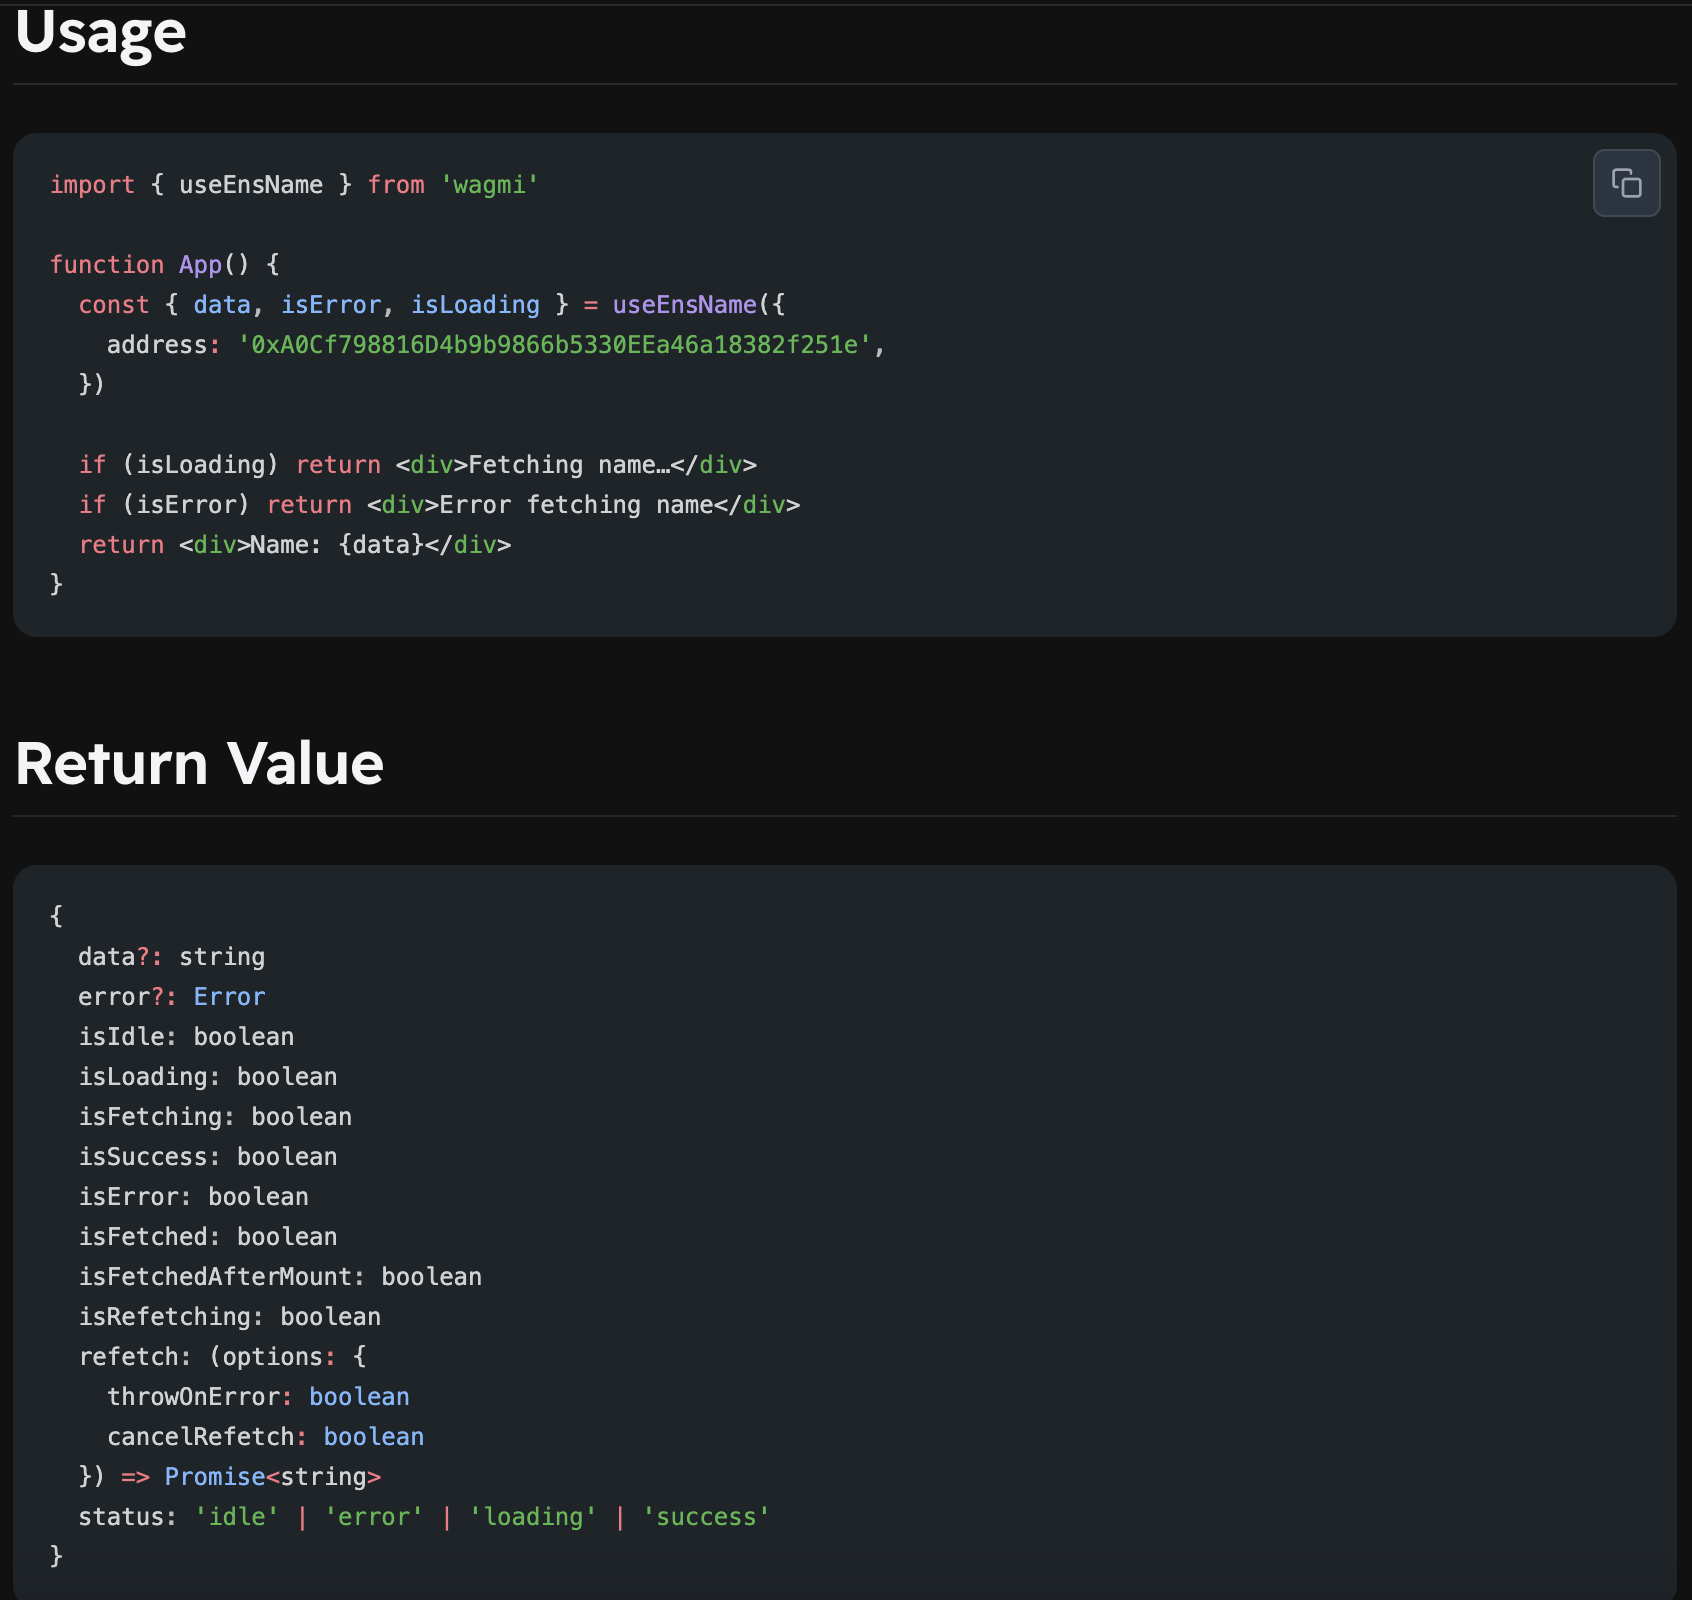 Usage
import { useEnsName } from 'wagmi'
function App() {
  const { data, isError, isLoading } = useEnsName({
    address: '0xA0Cf798816D4b9b9866b5330EEa46a18382f251e',
  })
  if (isLoading) return <div>Fetching name…</div>
  if (isError) return <div>Error fetching name</div>
  return <div>Name: {data}</div>
}
Return Value
{
  data?: string
  error?: Error
  isIdle: boolean
  isLoading: boolean
  isFetching: boolean
  isSuccess: boolean
  isError: boolean
  isFetched: boolean
  isFetchedAfterMount: boolean
  isRefetching: boolean
  refetch: (options: {
    throwOnError: boolean
    cancelRefetch: boolean
  }) => Promise<string>
  status: 'idle' | 'error' | 'loading' | 'success'
}